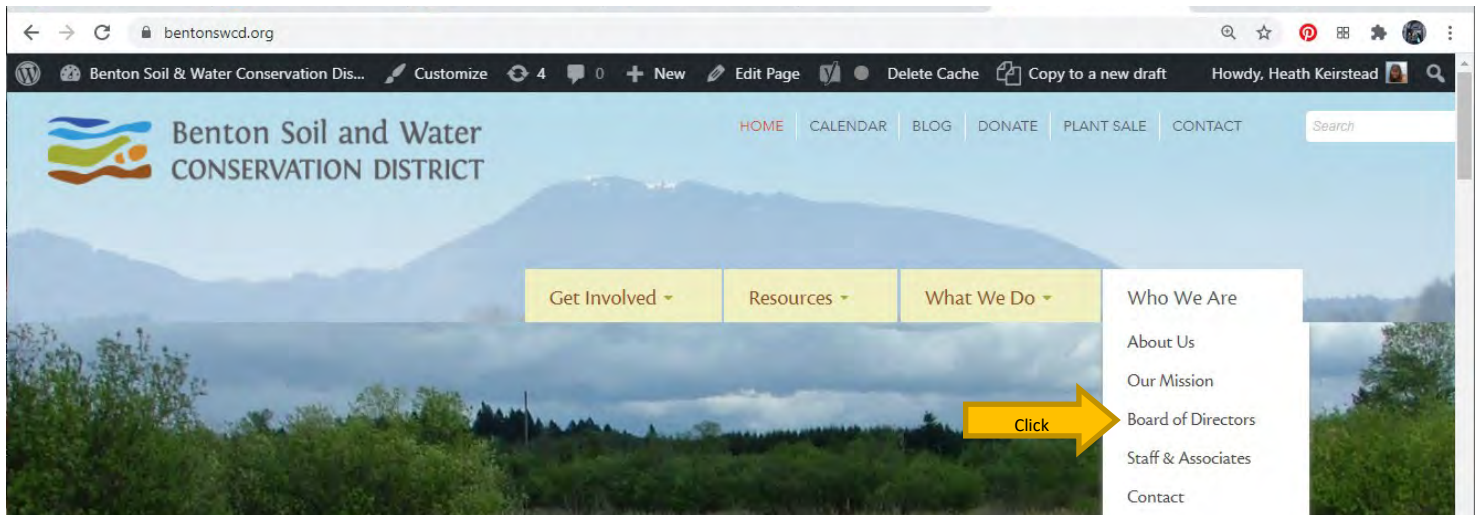 bentonswcd.org
Benton Soil & Water Conservation Dis... Customize 4 0 New Edit Page Delete Cache Copy to a new draft Howdy, Heath Keirstead
Benton Soil and Water
CONSERVATION DISTRICT
HOME CALENDAR BLOG DONATE PLANT SALE CONTACT Search
Get Involved Resources What We Do Who We Are
About Us
Our Mission
Click Board of Directors
Staff & Associates
Contact